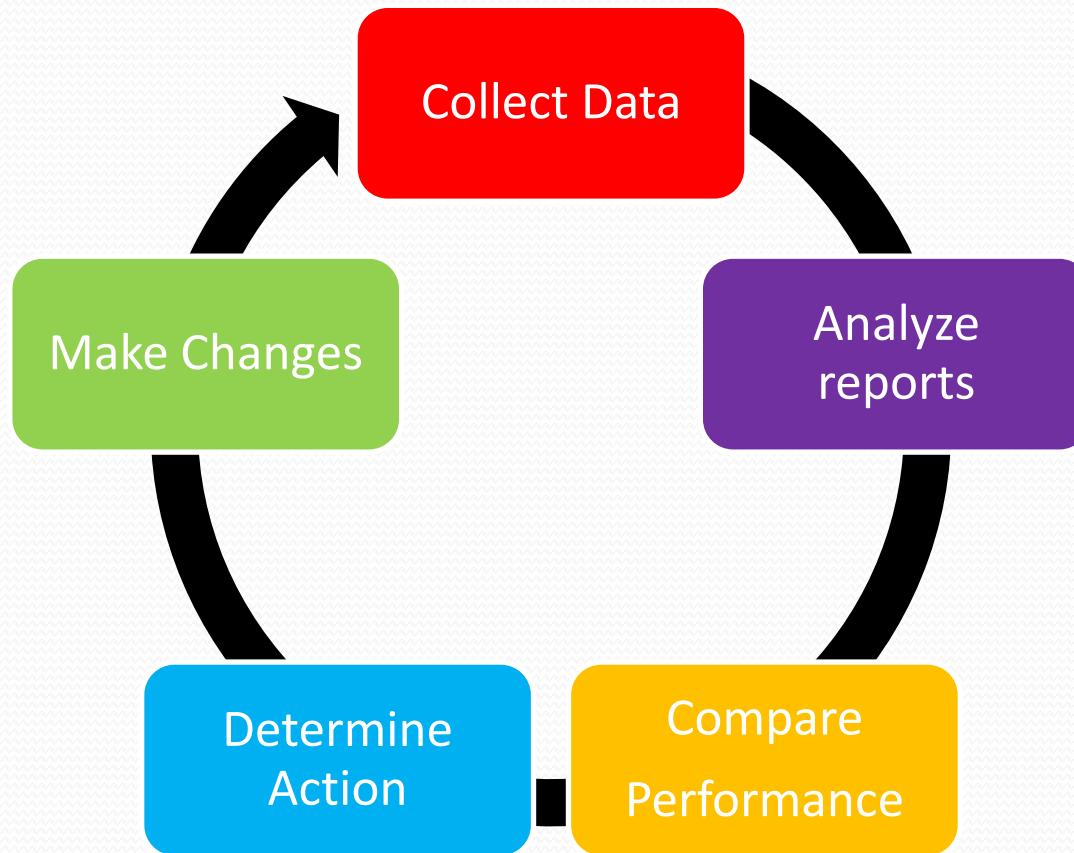 Collect Data
Analyze
reports
Compare
Performance
Determine
Action
Make Changes